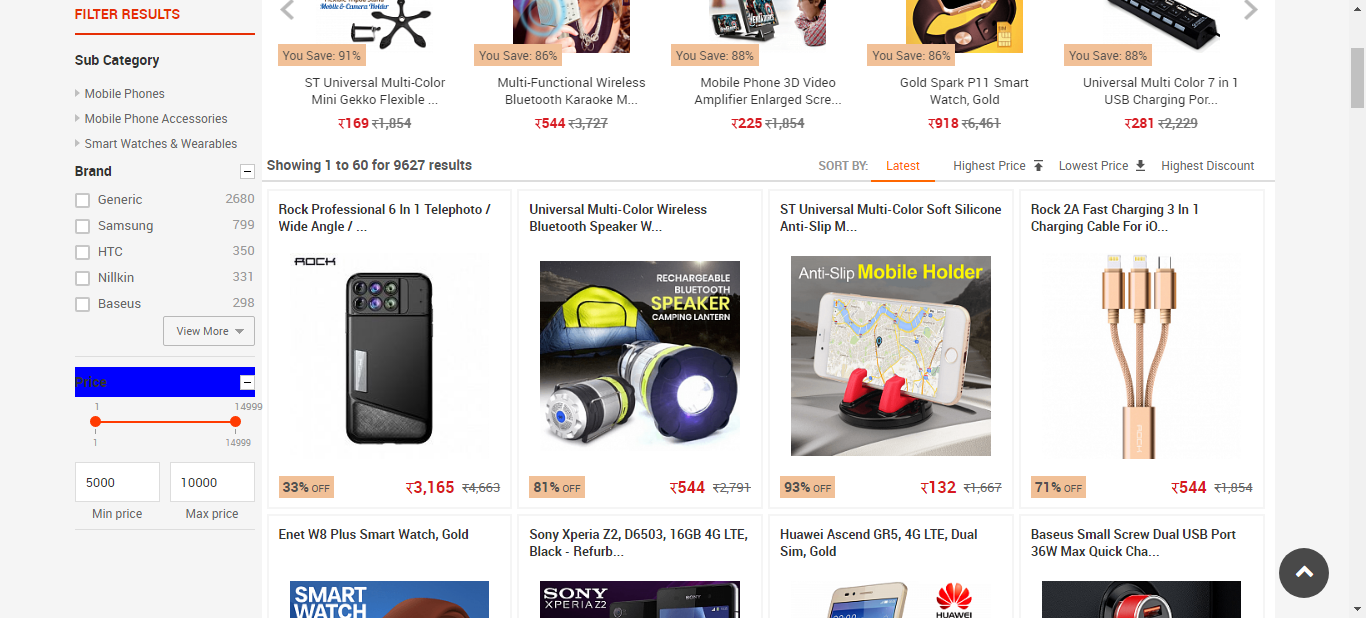 FILTER RESULTS
Sub Category
Mobile Phones
Mobile Phone Accessories
Smart Watches & Wearables
Brand
Generic 2680
Samsung 799
HTC 350
Nillkin 331
Baseus 298
View More
Price
1 14999
1 14999
5000 10000
Min price Max price
Mobile & Camera Holder
You Save: 91%
ST Universal Multi-Color
Mini Gekko Flexible ...
₹169 ₹1,854
You Save: 86%
Multi-Functional Wireless
Bluetooth Karaoke M...
₹544 ₹3,727
You Save: 88%
Mobile Phone 3D Video
Amplifier Enlarged Scre...
₹225 ₹1,854
You Save: 86%
Gold Spark P11 Smart
Watch, Gold
₹918 ₹6,461
You Save: 88%
Universal Multi Color 7 in 1
USB Charging Por...
₹281 ₹2,229
Showing 1 to 60 for 9627 results
SORT BY: Latest Highest Price Lowest Price Highest Discount
Rock Professional 6 In 1 Telephoto /
Wide Angle / ...
ROCK
33% OFF ₹3,165 ₹4,663
Universal Multi-Color Wireless
Bluetooth Speaker W...
RECHARGEABLE
BLUETOOTH
SPEAKER
CAMPING LANTERN
81% OFF ₹544 ₹2,791
ST Universal Multi-Color Soft Silicone
Anti-Slip M...
Anti-Slip Mobile Holder
93% OFF ₹132 ₹1,667
Rock 2A Fast Charging 3 In 1
Charging Cable For iO...
ROCK
71% OFF ₹544 ₹1,854
Enet W8 Plus Smart Watch, Gold
SMART
WATCH
Sony Xperia Z2, D6503, 16GB 4G LTE,
Black - Refurb...
SONY
XPERIA Z2
SONY
Huawei Ascend GR5, 4G LTE, Dual
Sim, Gold
HUAWEI
Baseus Small Screw Dual USB Port
36W Max Quick Cha...